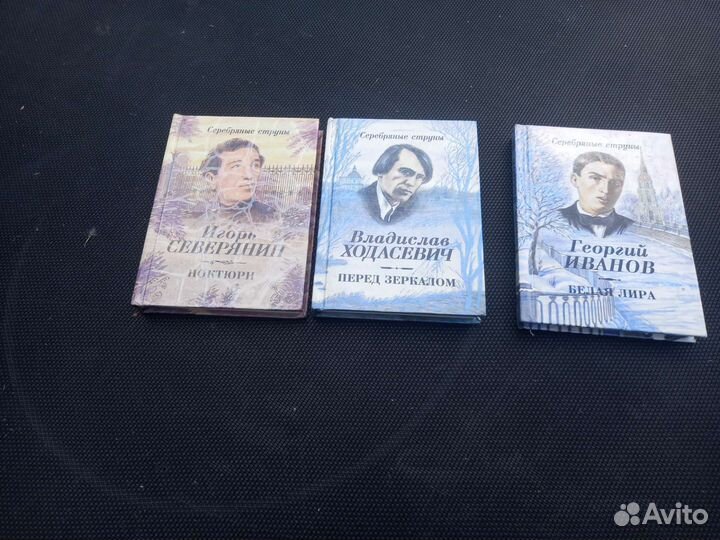 Серебряные струны
Игорь
СЕВЕРЯНИН
НОКТЮРН
Серебряные струны
Владислав
ХОДАСЕВИЧ
ПЕРЕД ЗЕРКАЛОМ
Серебряные струны
Георгий
ИВАНОВ
БЕЛАЯ ЛИРА
Avito